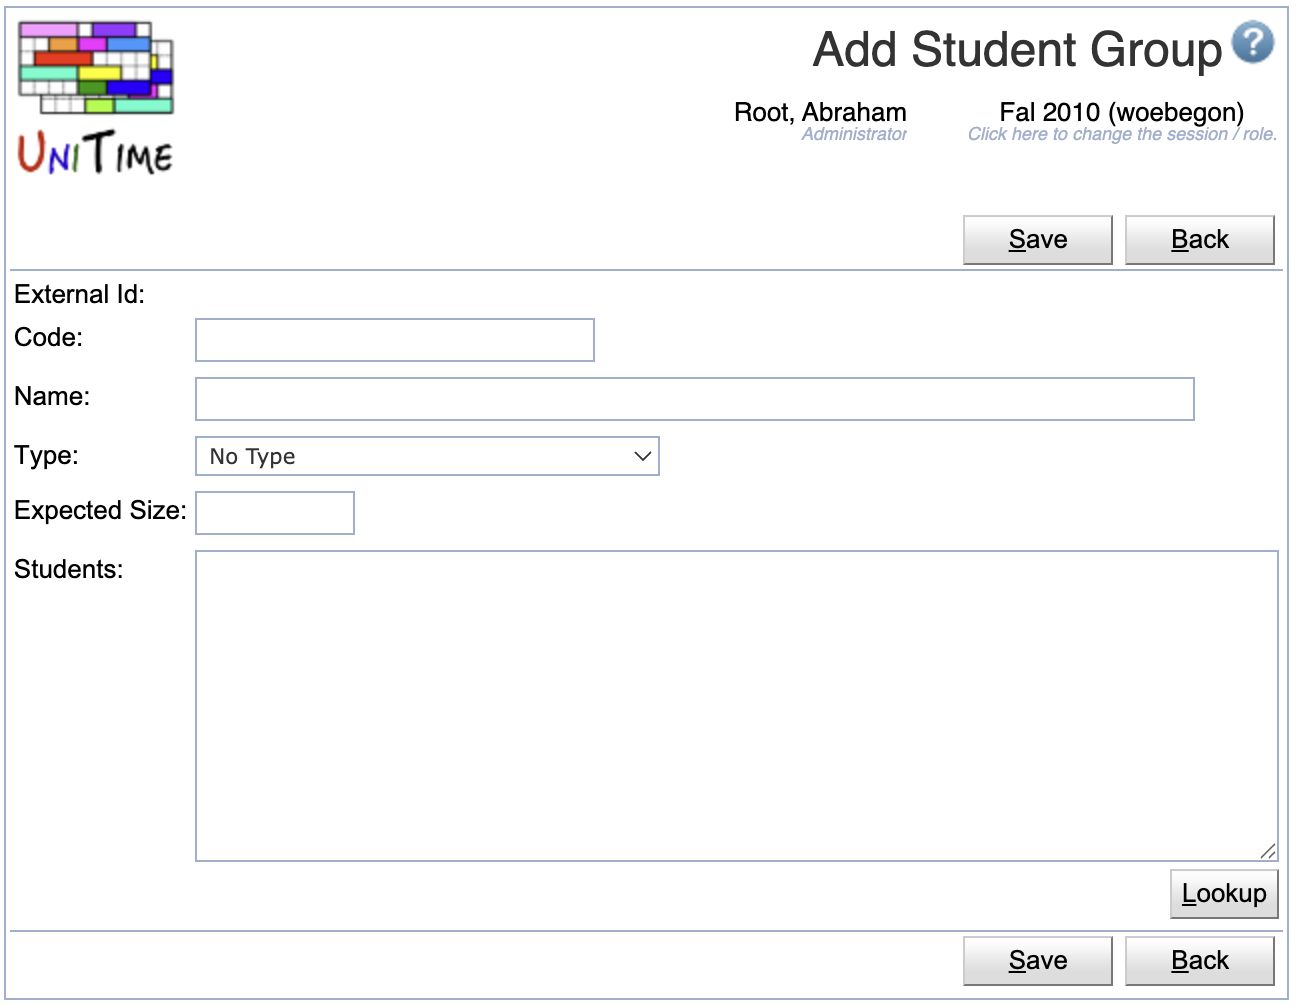 Add Student Group ?
UNITIME
Root, Abraham Fal 2010 (woebegon)
Administrator Click here to change the session / role.
Save Back
External Id:
Code:
Name:
Type: No Type
Expected Size:
Students:
Lookup
Save Back